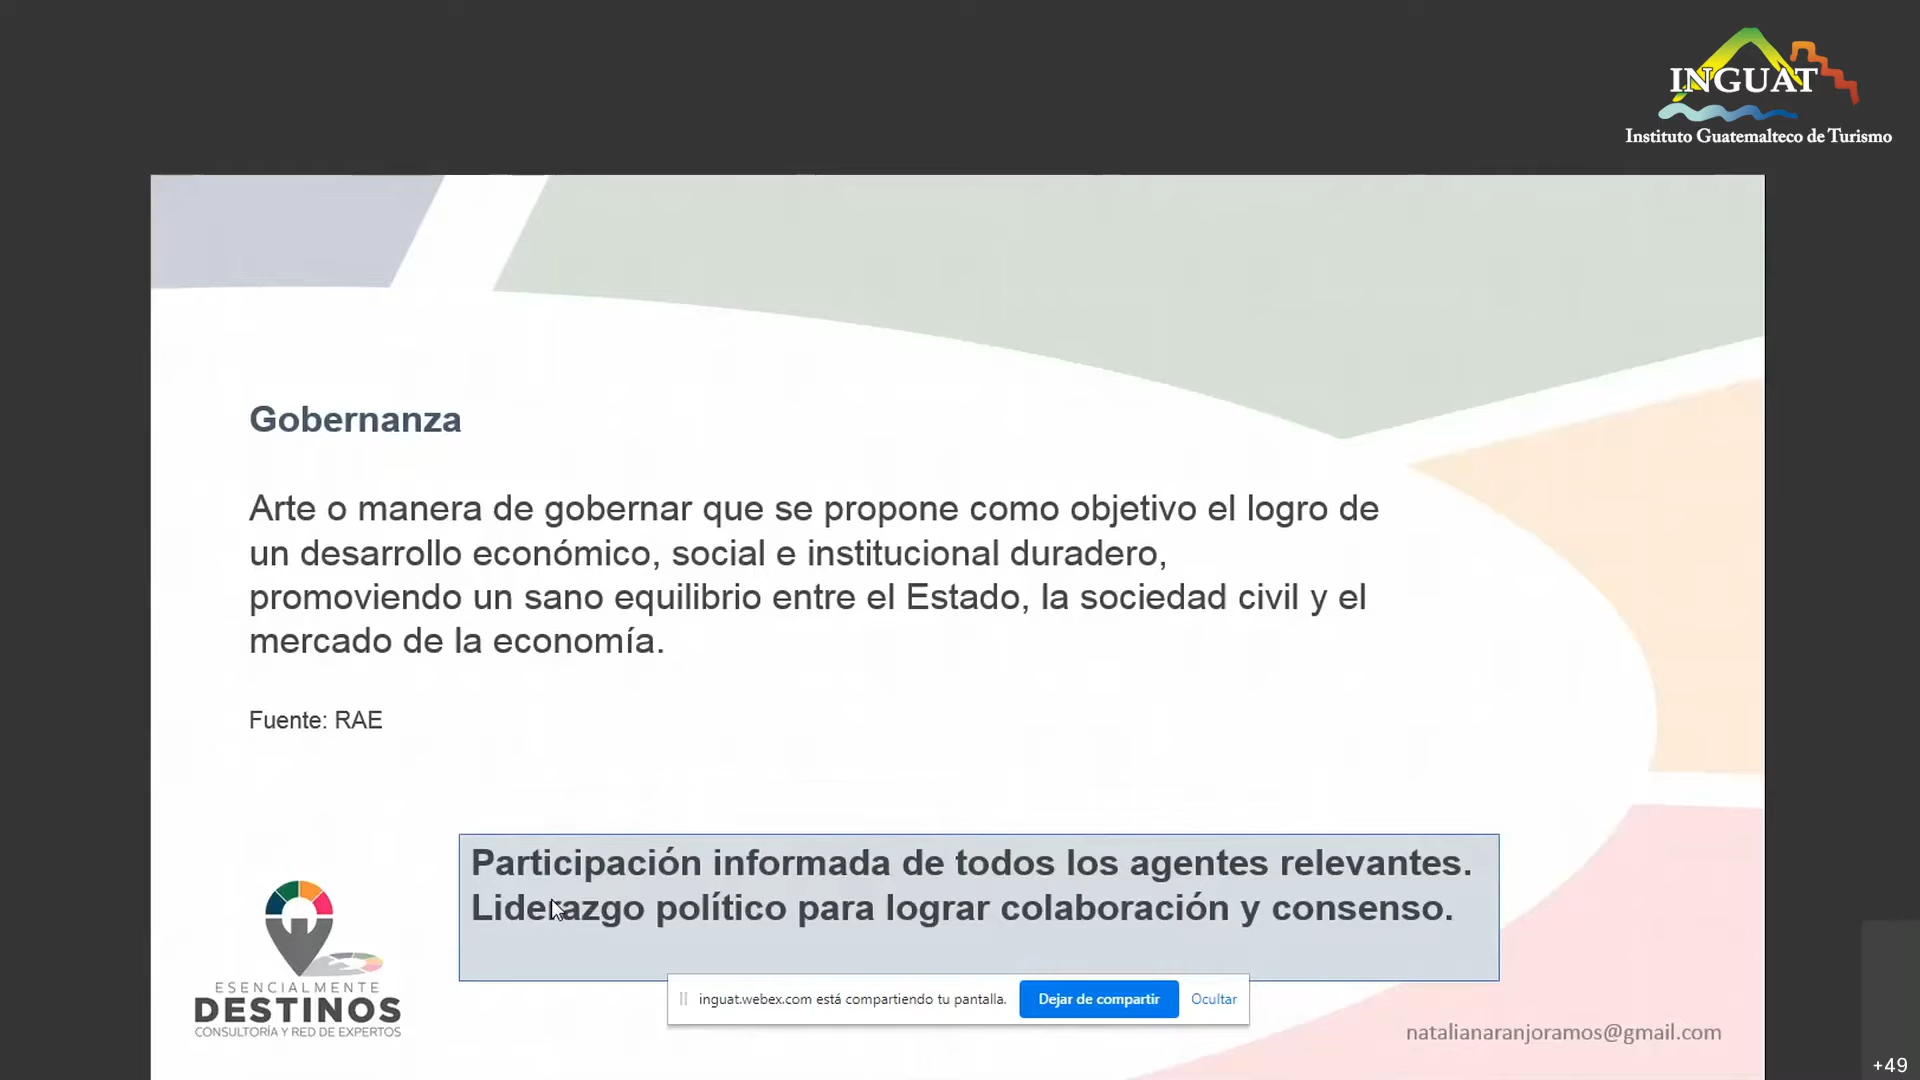 INGUAT
Instituto Guatemalteco de Turismo
Gobernanza
Arte o manera de gobernar que se propone como objetivo el logro de
un desarrollo económico, social e institucional duradero,
promoviendo un sano equilibrio entre el Estado, la sociedad civil y el
mercado de la economía.
Fuente: RAE
Participación informada de todos los agentes relevantes.
Liderazgo político para lograr colaboración y consenso.
ESENCIALMENTE
DESTINOS
CONSULTORÍA Y RED DE EXPERTOS
inguat.webex.com está compartiendo tu pantalla. Dejar de compartir Ocultar
natalianaranjoramos@gmail.com
+49